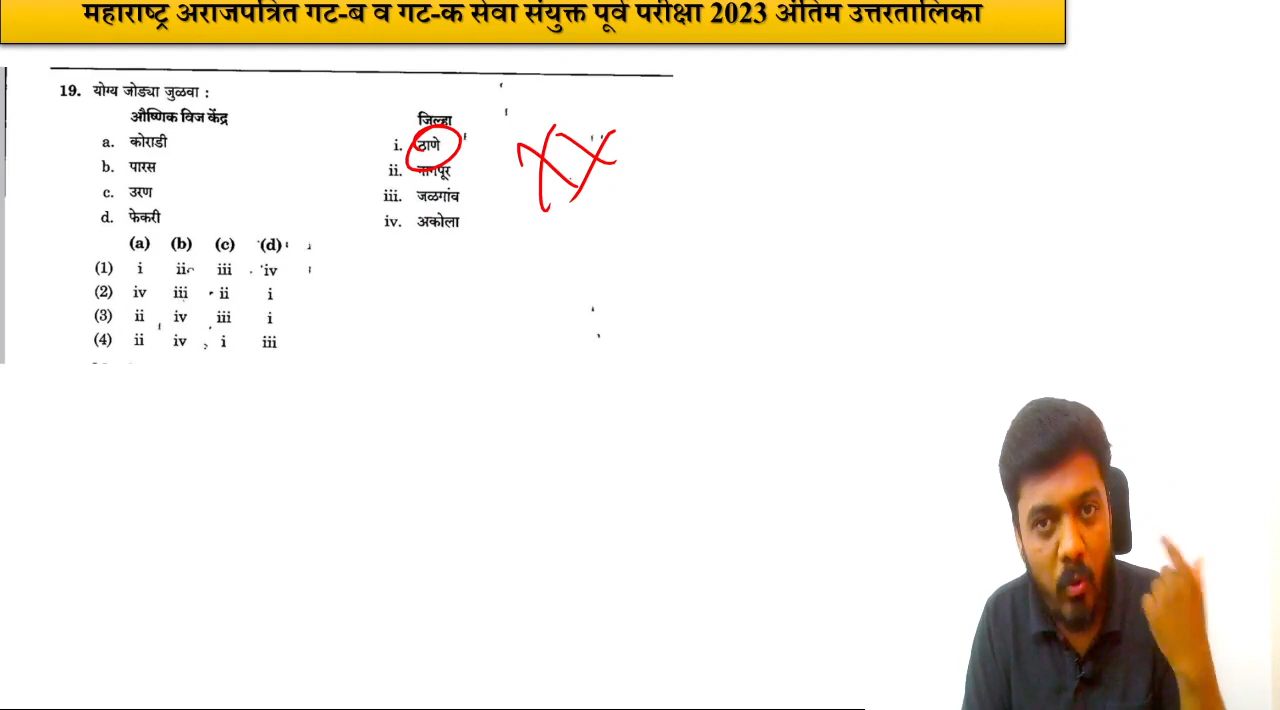 महाराष्ट्र अराजपत्रित गट-ब व गट-क सेवा संयुक्त पूर्व परीक्षा 2023 अंतिम उत्तरतालिका
19. योग्य जोड्या जुळवा :
औष्णिक विज केंद्र जिल्हा
a. कोराडी i. ठाणे
b. पारस ii. नागपूर
c. उरण iii. जळगांव
d. फेकरी iv. अकोला
(a) (b) (c) (d)
(1) i ii iii iv
(2) iv iii ii i
(3) ii iv iii i
(4) ii iv i iii